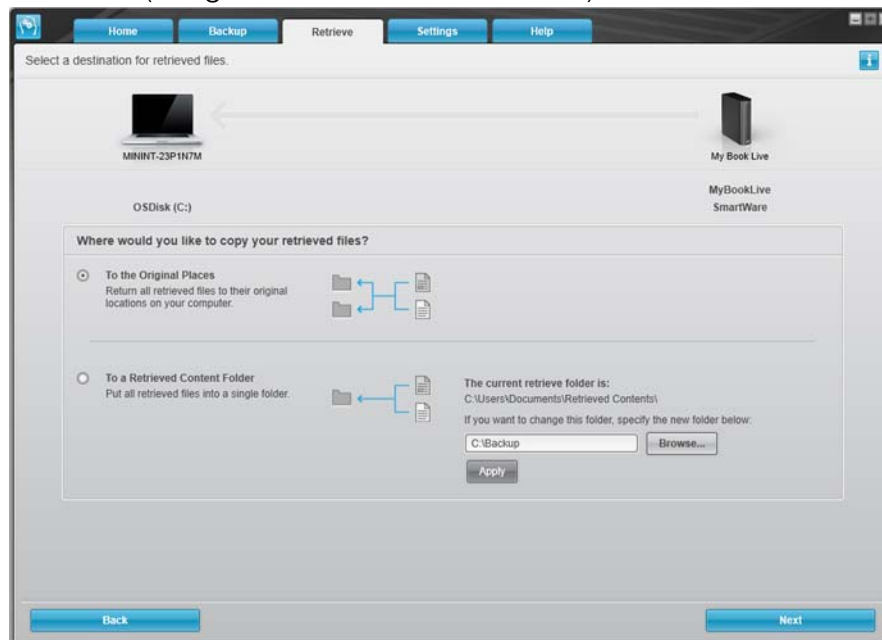 Home Backup Retrieve Settings Help
Select a destination for retrieved files.
MININT-23P1N7M
My Book Live
OSDisk (C:)
MyBookLive
SmartWare
Where would you like to copy your retrieved files?
To the Original Places
Return all retrieved files to their original
locations on your computer.
To a Retrieved Content Folder
Put all retrieved files into a single folder.
The current retrieve folder is:
C:\Users\Documents\Retrieved Contents\
If you want to change this folder, specify the new folder below:
C:\Backup
Browse...
Apply
Back
Next